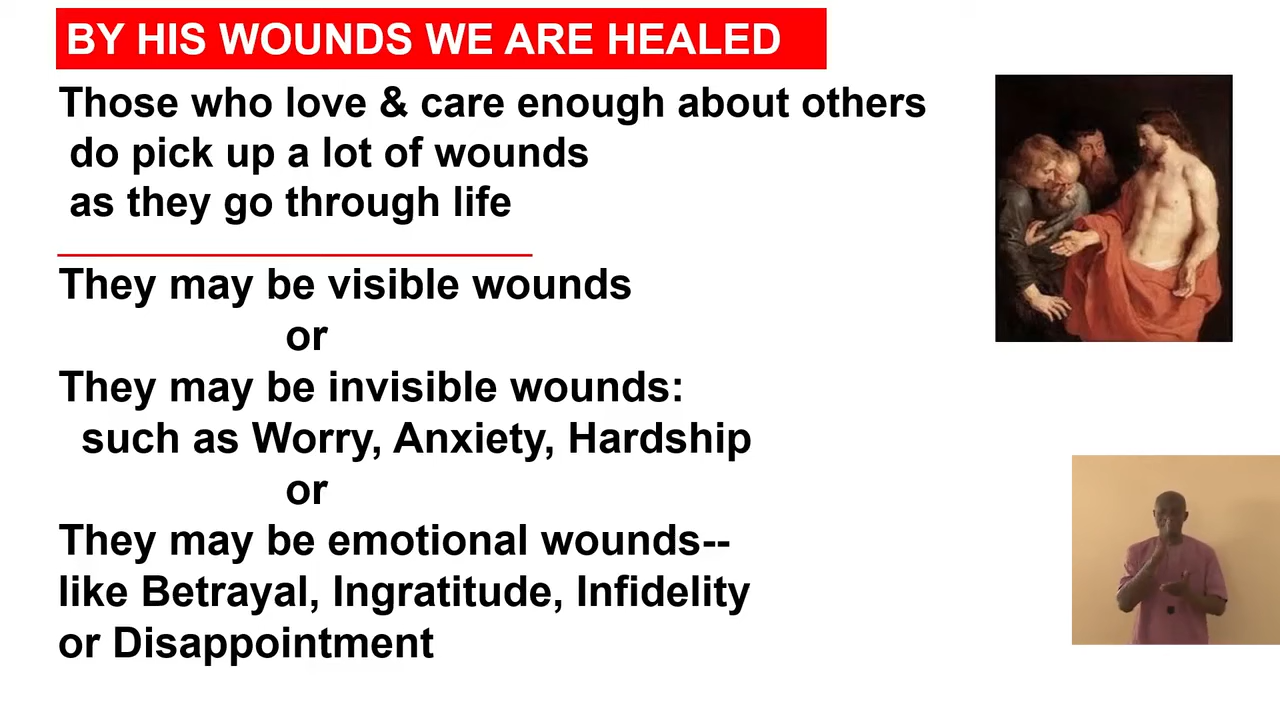 BY HIS WOUNDS WE ARE HEALED
Those who love & care enough about others
do pick up a lot of wounds
as they go through life
They may be visible wounds
or
They may be invisible wounds:
such as Worry, Anxiety, Hardship
or
They may be emotional wounds--
like Betrayal, Ingratitude, Infidelity
or Disappointment